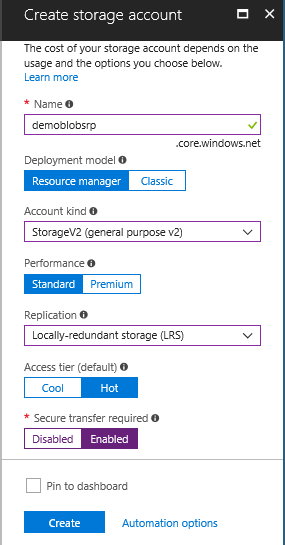 Create storage account
The cost of your storage account depends on the
usage and the options you choose below.
Learn more
* Name
demoblobsrp
.core.windows.net
Deployment model
Resource manager Classic
Account kind
StorageV2 (general purpose v2)
Performance
Standard Premium
Replication
Locally-redundant storage (LRS)
Access tier (default)
Cool Hot
* Secure transfer required
Disabled Enabled
Pin to dashboard
Create Automation options